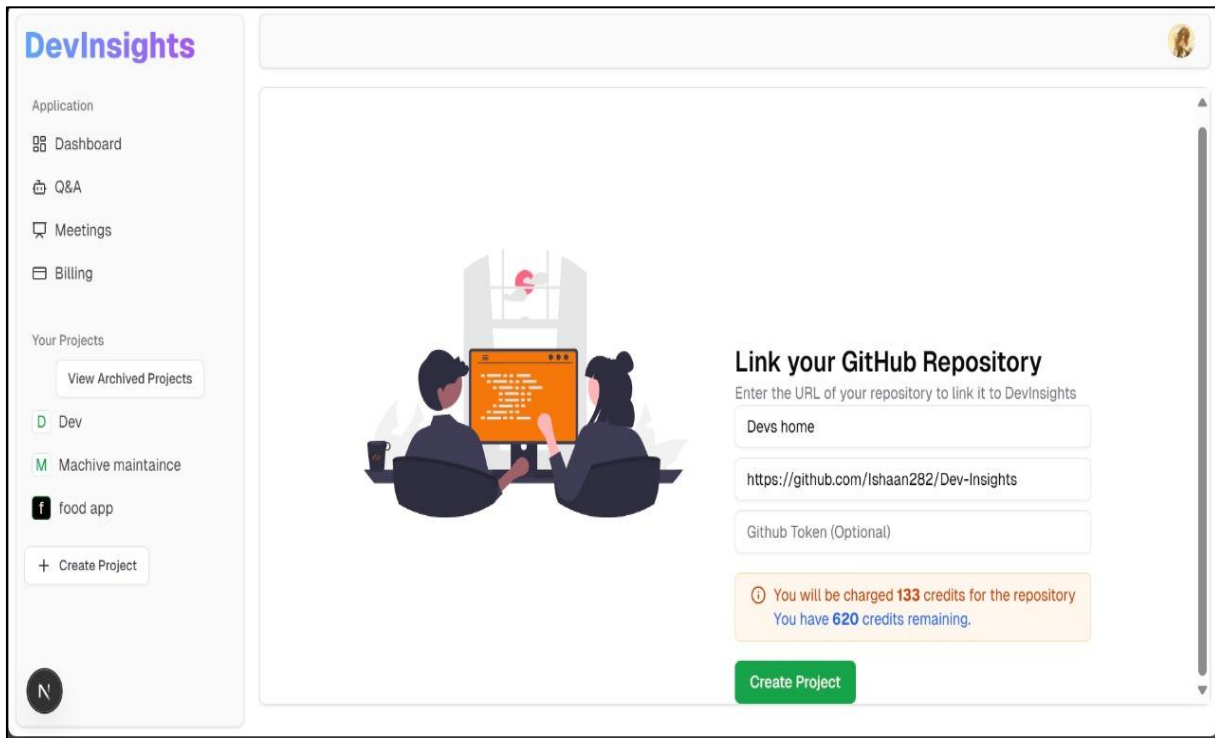 DevInsights
Application
Dashboard
Q&A
Meetings
Billing
Your Projects
View Archived Projects
D Dev
M Machive maintaince
f food app
+ Create Project
N
Link your GitHub Repository
Enter the URL of your repository to link it to DevInsights
Devs home
https://github.com/Ishaan282/Dev-Insights
Github Token (Optional)
You will be charged 133 credits for the repository
You have 620 credits remaining.
Create Project